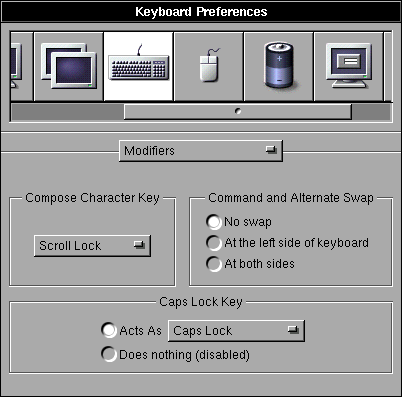 Keyboard Preferences
Modifiers
Compose Character Key
Scroll Lock
Command and Alternate Swap
No swap
At the left side of keyboard
At both sides
Caps Lock Key
Acts As Caps Lock
Does nothing (disabled)